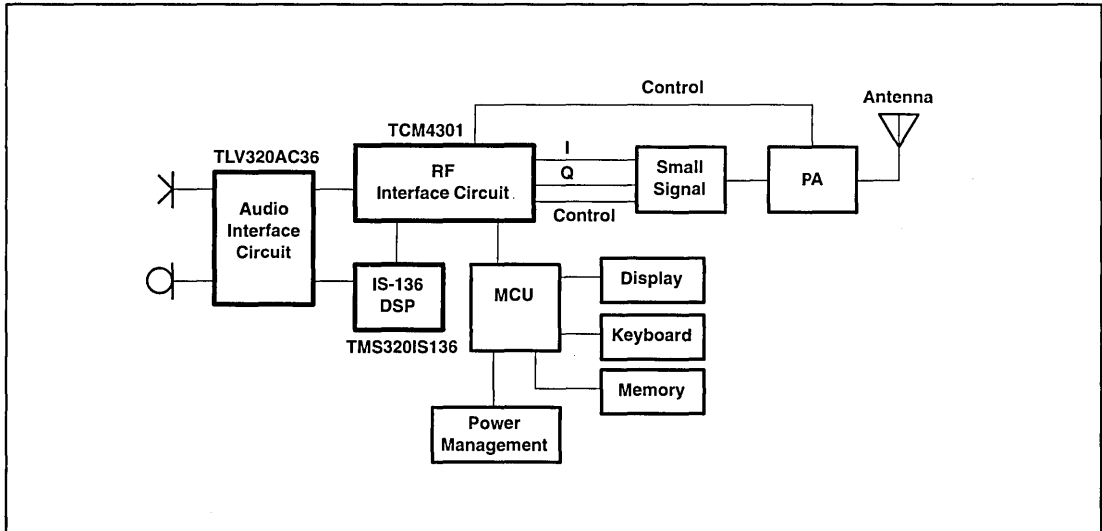 Control
Antenna
TCM4301
TLV320AC36
RF
Interface Circuit
I
Q
Control
Small
Signal
PA
Audio
Interface
Circuit
IS-136
DSP
TMS320IS136
MCU
Display
Keyboard
Memory
Power
Management